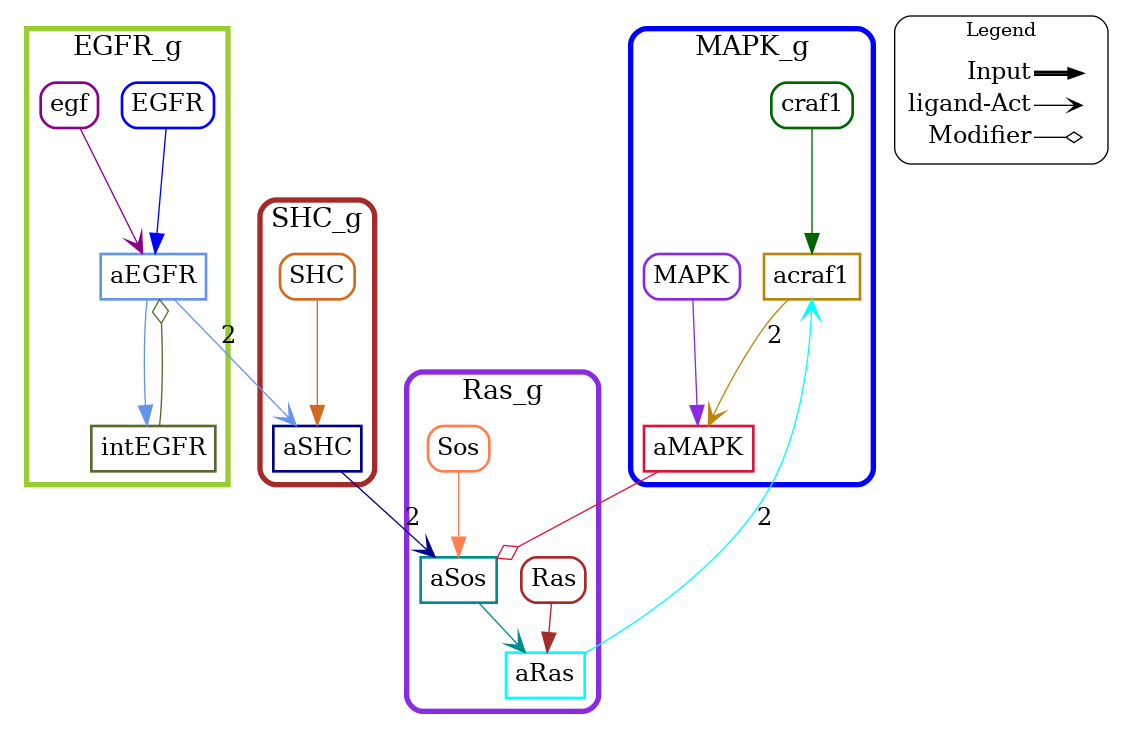 EGFR_g
MAPK_g
Legend
egf
EGFR
craf1
Input
ligand-Act
Modifier
SHC_g
aEGFR
SHC
MAPK
acraf1
2
2
Ras_g
intEGFR
aSHC
Sos
aMAPK
2
2
aSos
Ras
aRas